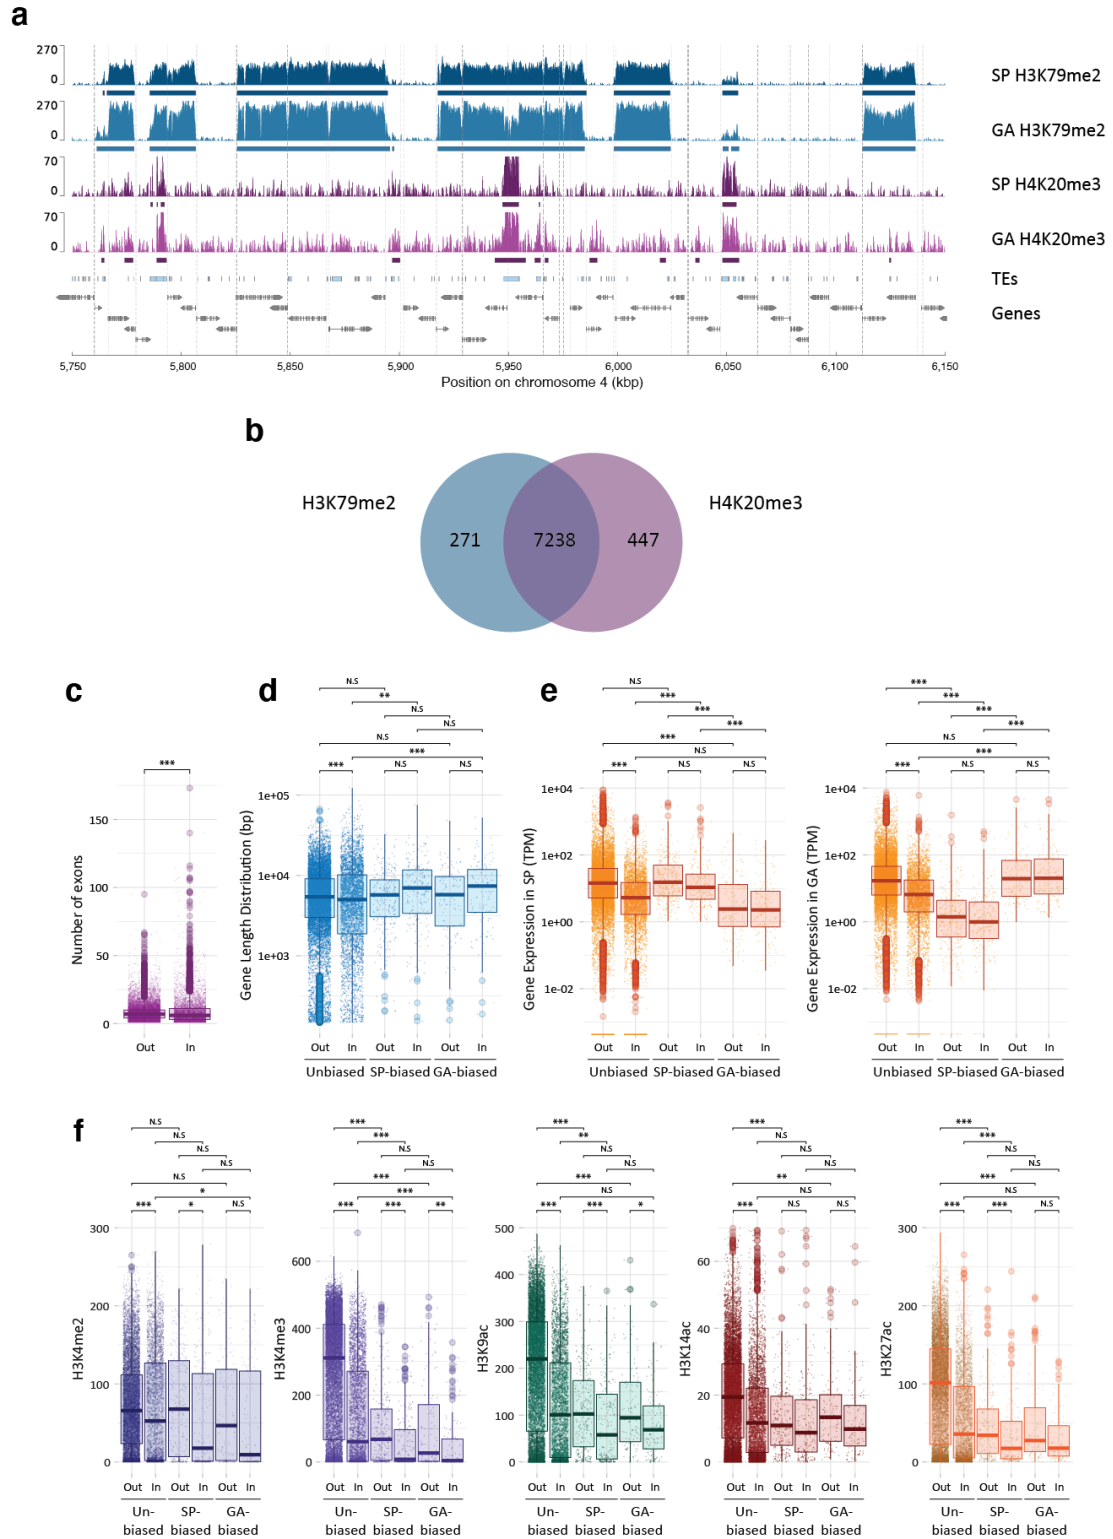 a
270
0
SP H3K79me2
270
0
GA H3K79me2
70
0
SP H4K20me3
70
0
GA H4K20me3
TEs
Genes
5,750 5,800 5,850 5,900 5,950 6,000 6,050 6,100 6,150
Position on chromosome 4 (kbp)
b
H3K79me2
H4K20me3
271 7238 447
c
***
Number of exons
150
100
50
0
Out In
d
N.S
**
N.S
N.S
N.S
***
*** N.S N.S
Gene Length Distribution (bp)
1e+05
1e+04
1e+03
Out In Out In Out In
Unbiased SP-biased GA-biased
e
N.S
***
***
***
***
N.S
*** N.S N.S
Gene Expression in SP (TPM)
1e+04
1e+02
1e+00
1e-02
Out In Out In Out In
Unbiased SP-biased GA-biased
***
***
***
***
N.S
***
*** N.S N.S
Gene Expression in GA (TPM)
1e+04
1e+02
1e+00
1e-02
Out In Out In Out In
Unbiased SP-biased GA-biased
f
N.S
N.S
N.S
N.S
N.S
*
*** * N.S
H3K4me2
300
200
100
0
Out In Out In Out In
Un-
biased
SP-
biased
GA-
biased
***
***
N.S
N.S
***
***
*** *** **
H3K4me3
600
400
200
0
Out In Out In Out In
Un-
biased
SP-
biased
GA-
biased
***
**
N.S
N.S
***
N.S
*** *** *
H3K9ac
500
400
300
200
100
0
Out In Out In Out In
Un-
biased
SP-
biased
GA-
biased
***
N.S
N.S
N.S
**
N.S
*** N.S N.S
H3K14ac
60
40
20
0
Out In Out In Out In
Un-
biased
SP-
biased
GA-
biased
***
***
N.S
N.S
***
N.S
*** *** N.S
H3K27ac
300
200
100
0
Out In Out In Out In
Un-
biased
SP-
biased
GA-
biased